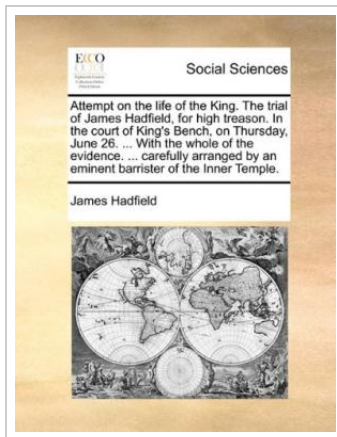 ECCO
Social Sciences
Attempt on the life of the King. The trial
of James Hadfield, for high treason. In
the court of King's Bench, on Thursday,
June 26. ... With the whole of the
evidence. ... carefully arranged by an
eminent barrister of the Inner Temple.
James Hadfield